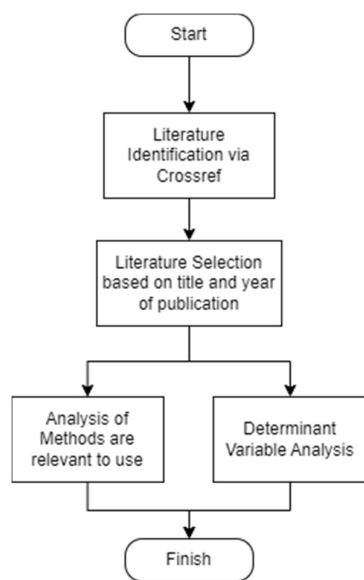 Start
Literature
Identification via
Crossref
Literature Selection
based on title and year
of publication
Analysis of
Methods are
relevant to use
Determinant
Variable Analysis
Finish